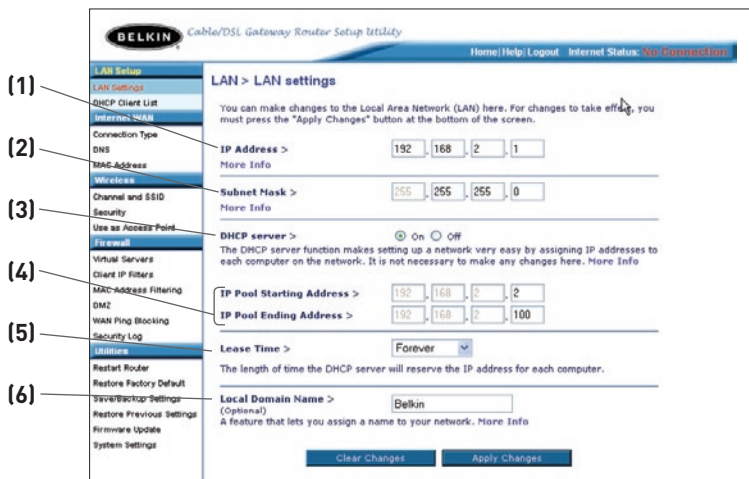 BELKIN
Cable/DSL Gateway Router Setup Utility
Home|Help|Logout Internet Status: No Connection
LAN Setup
LAN Settings
DHCP Client List
Internet WAN
Connection Type
DNS
MAC Address
Wireless
Channel and SSID
Security
Use as Access Point
Firewall
Virtual Servers
Client IP Filters
MAC Address Filtering
DMZ
WAN Ping Blocking
Security Log
Utilities
Restart Router
Restore Factory Default
Save/Backup Settings
Restore Previous Settings
Firmware Update
System Settings
LAN > LAN settings
You can make changes to the Local Area Network (LAN) here. For changes to take effect, you
must press the "Apply Changes" button at the bottom of the screen.
(1)
IP Address > 192 . 168 . 2 . 1
More Info
(2)
Subnet Mask > 255 . 255 . 255 . 0
More Info
(3)
DHCP server > On Off
The DHCP server function makes setting up a network very easy by assigning IP addresses to
each computer on the network. It is not necessary to make any changes here. More Info
(4)
IP Pool Starting Address > 192 . 168 . 2 . 2
IP Pool Ending Address > 192 . 168 . 2 . 100
(5)
Lease Time > Forever
The length of time the DHCP server will reserve the IP address for each computer.
(6)
Local Domain Name > Belkin
(Optional)
A feature that lets you assign a name to your network. More Info
Clear Changes Apply Changes